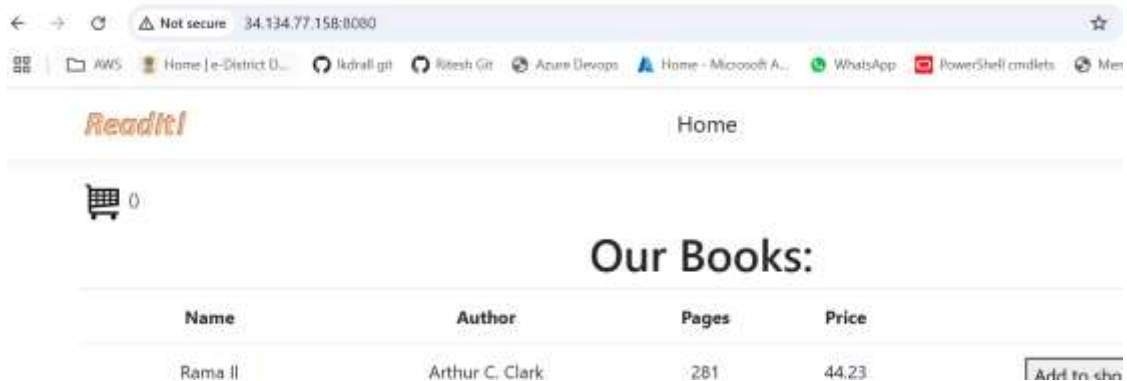 Not secure 34.134.77.158:8080
AWS Home | e-District D... lkdrall git Ritesh Git Azure Devops Home - Microsoft A... WhatsApp PowerShell cmdlets Mer
ReadIt!
Home
()
Our Books:
Name Author Pages Price
Rama II Arthur C. Clark 281 44.23 Add to sho